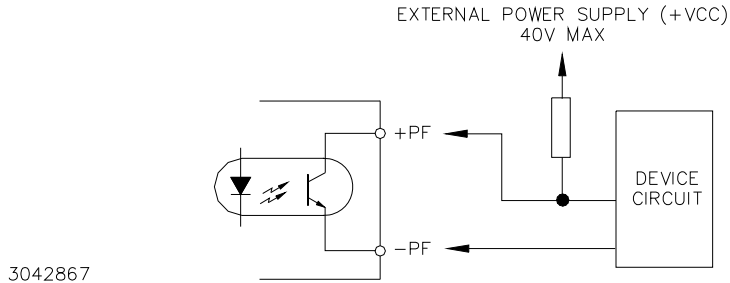 EXTERNAL POWER SUPPLY (+VCC)
40V MAX
+PF
DEVICE
CIRCUIT
-PF
3042867